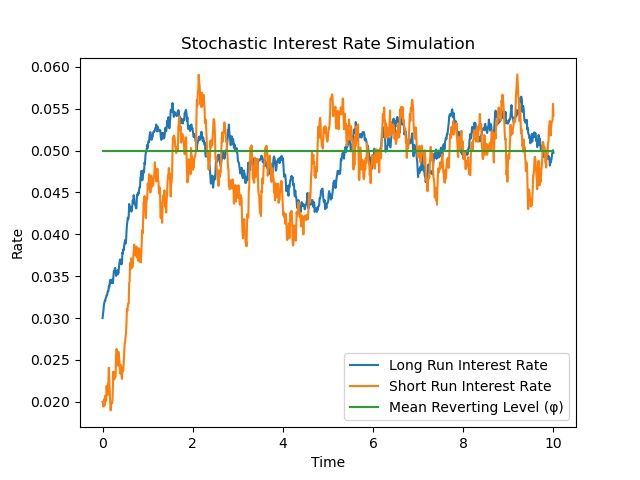 Stochastic Interest Rate Simulation
0.060
0.055
0.050
0.045
0.040
0.035
0.030
0.025
0.020
Rate
Long Run Interest Rate
Short Run Interest Rate
Mean Reverting Level (φ)
0 2 4 6 8 10
Time